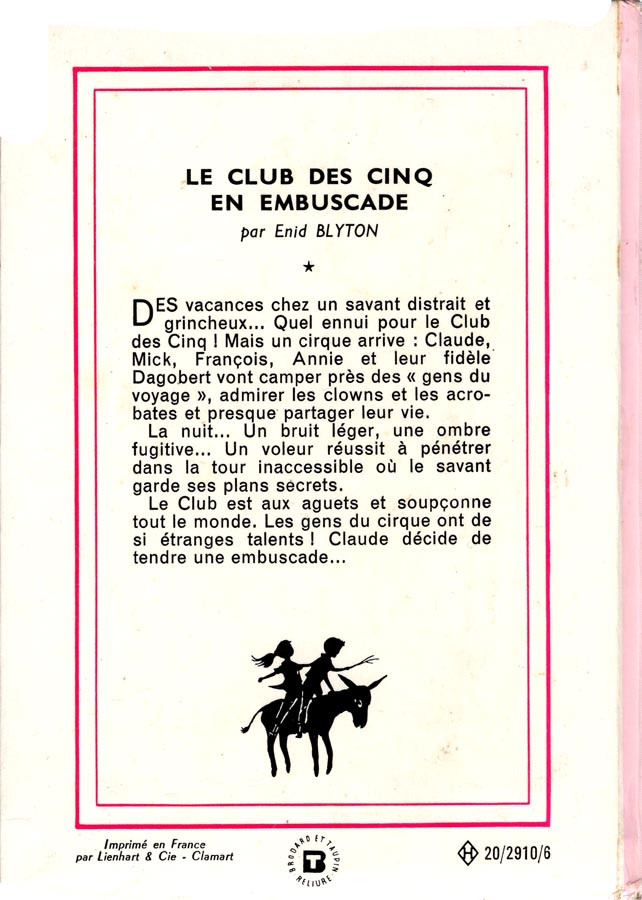 LE CLUB DES CINQ
EN EMBUSCADE
par Enid BLYTON
★
DES vacances chez un savant distrait et
grincheux... Quel ennui pour le Club
des Cinq ! Mais un cirque arrive : Claude,
Mick, François, Annie et leur fidèle
Dagobert vont camper près des « gens du
voyage », admirer les clowns et les acro-
bates et presque partager leur vie.
La nuit... Un bruit léger, une ombre
fugitive... Un voleur réussit à pénétrer
dans la tour inaccessible où le savant
garde ses plans secrets.
Le Club est aux aguets et soupçonne
tout le monde. Les gens du cirque ont de
si étranges talents ! Claude décide de
tendre une embuscade...
Imprimé en France
par Lienhart & Cie - Clamart
BRODARD ET TAUPIN
RELIURE
H 20/2910/6